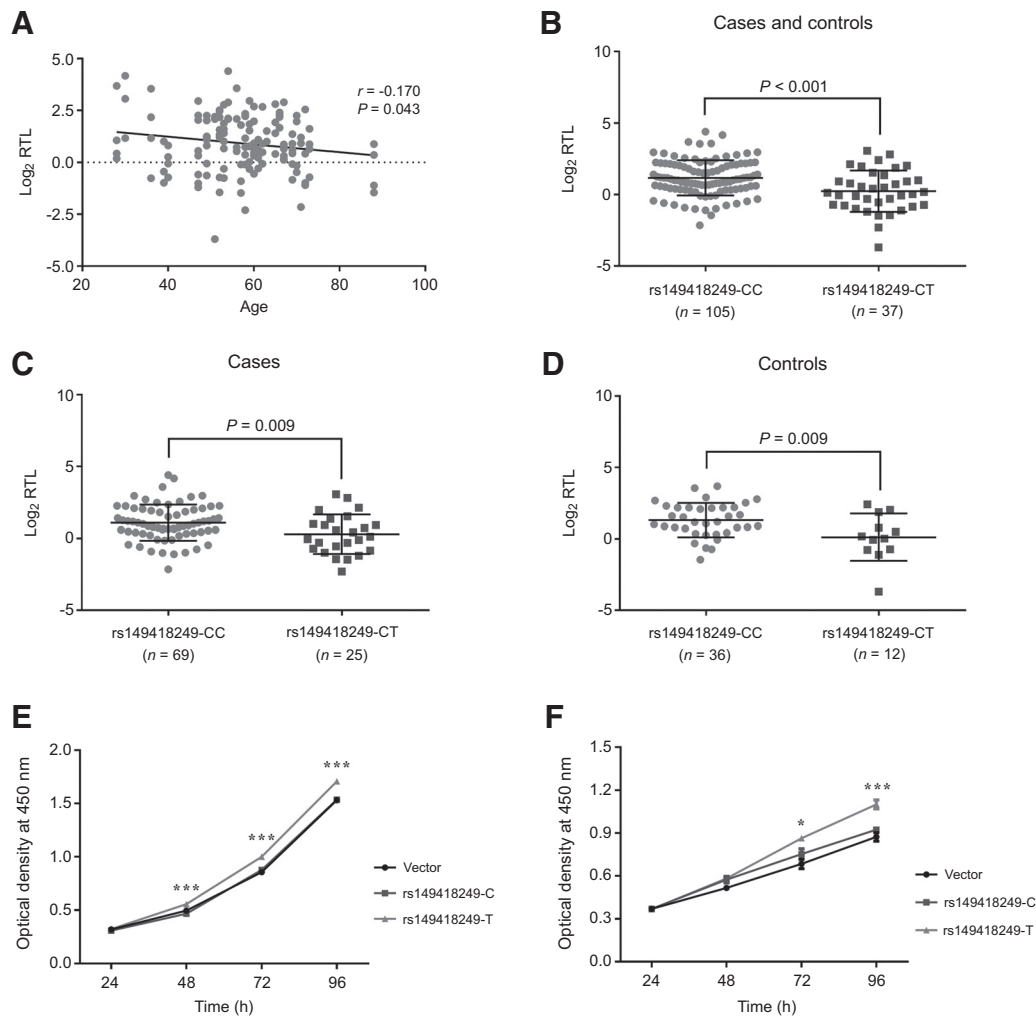 A
5.0
2.5
0.0
-2.5
-5.0
Log2 RTL
r = -0.170
P = 0.043
20 40 60 80 100
Age
B
Cases and controls
10
5
0
-5
Log2 RTL
P < 0.001
rs149418249-CC rs149418249-CT
(n = 105) (n = 37)
C
Cases
10
5
0
-5
Log2 RTL
P = 0.009
rs149418249-CC rs149418249-CT
(n = 69) (n = 25)
D
Controls
10
5
0
-5
Log2 RTL
P = 0.009
rs149418249-CC rs149418249-CT
(n = 36) (n = 12)
E
2.0
1.5
1.0
0.5
0.0
Optical density at 450 nm
***
***
***
Vector
rs149418249-C
rs149418249-T
24 48 72 96
Time (h)
F
1.5
1.2
0.9
0.6
0.3
0.0
Optical density at 450 nm
*
***
Vector
rs149418249-C
rs149418249-T
24 48 72 96
Time (h)